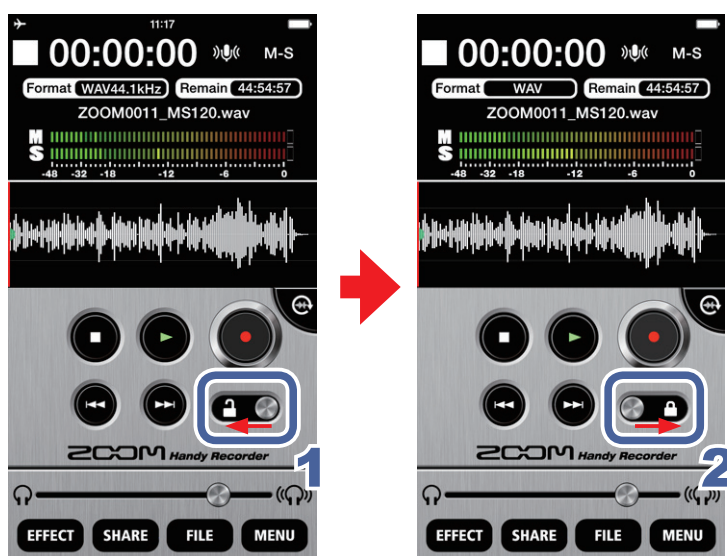 11:17
00:00:00 M-S
Format WAV44.1kHz Remain 44:54:57
ZOOM0011_MS120.wav
M
S
-48 -32 -18 -12 -6 0
ZOOM Handy Recorder
1
EFFECT SHARE FILE MENU
00:00:00 M-S
Format WAV Remain 44:54:57
ZOOM0011_MS120.wav
M
S
-48 -32 -18 -12 -6 0
ZOOM Handy Recorder
2
EFFECT SHARE FILE MENU